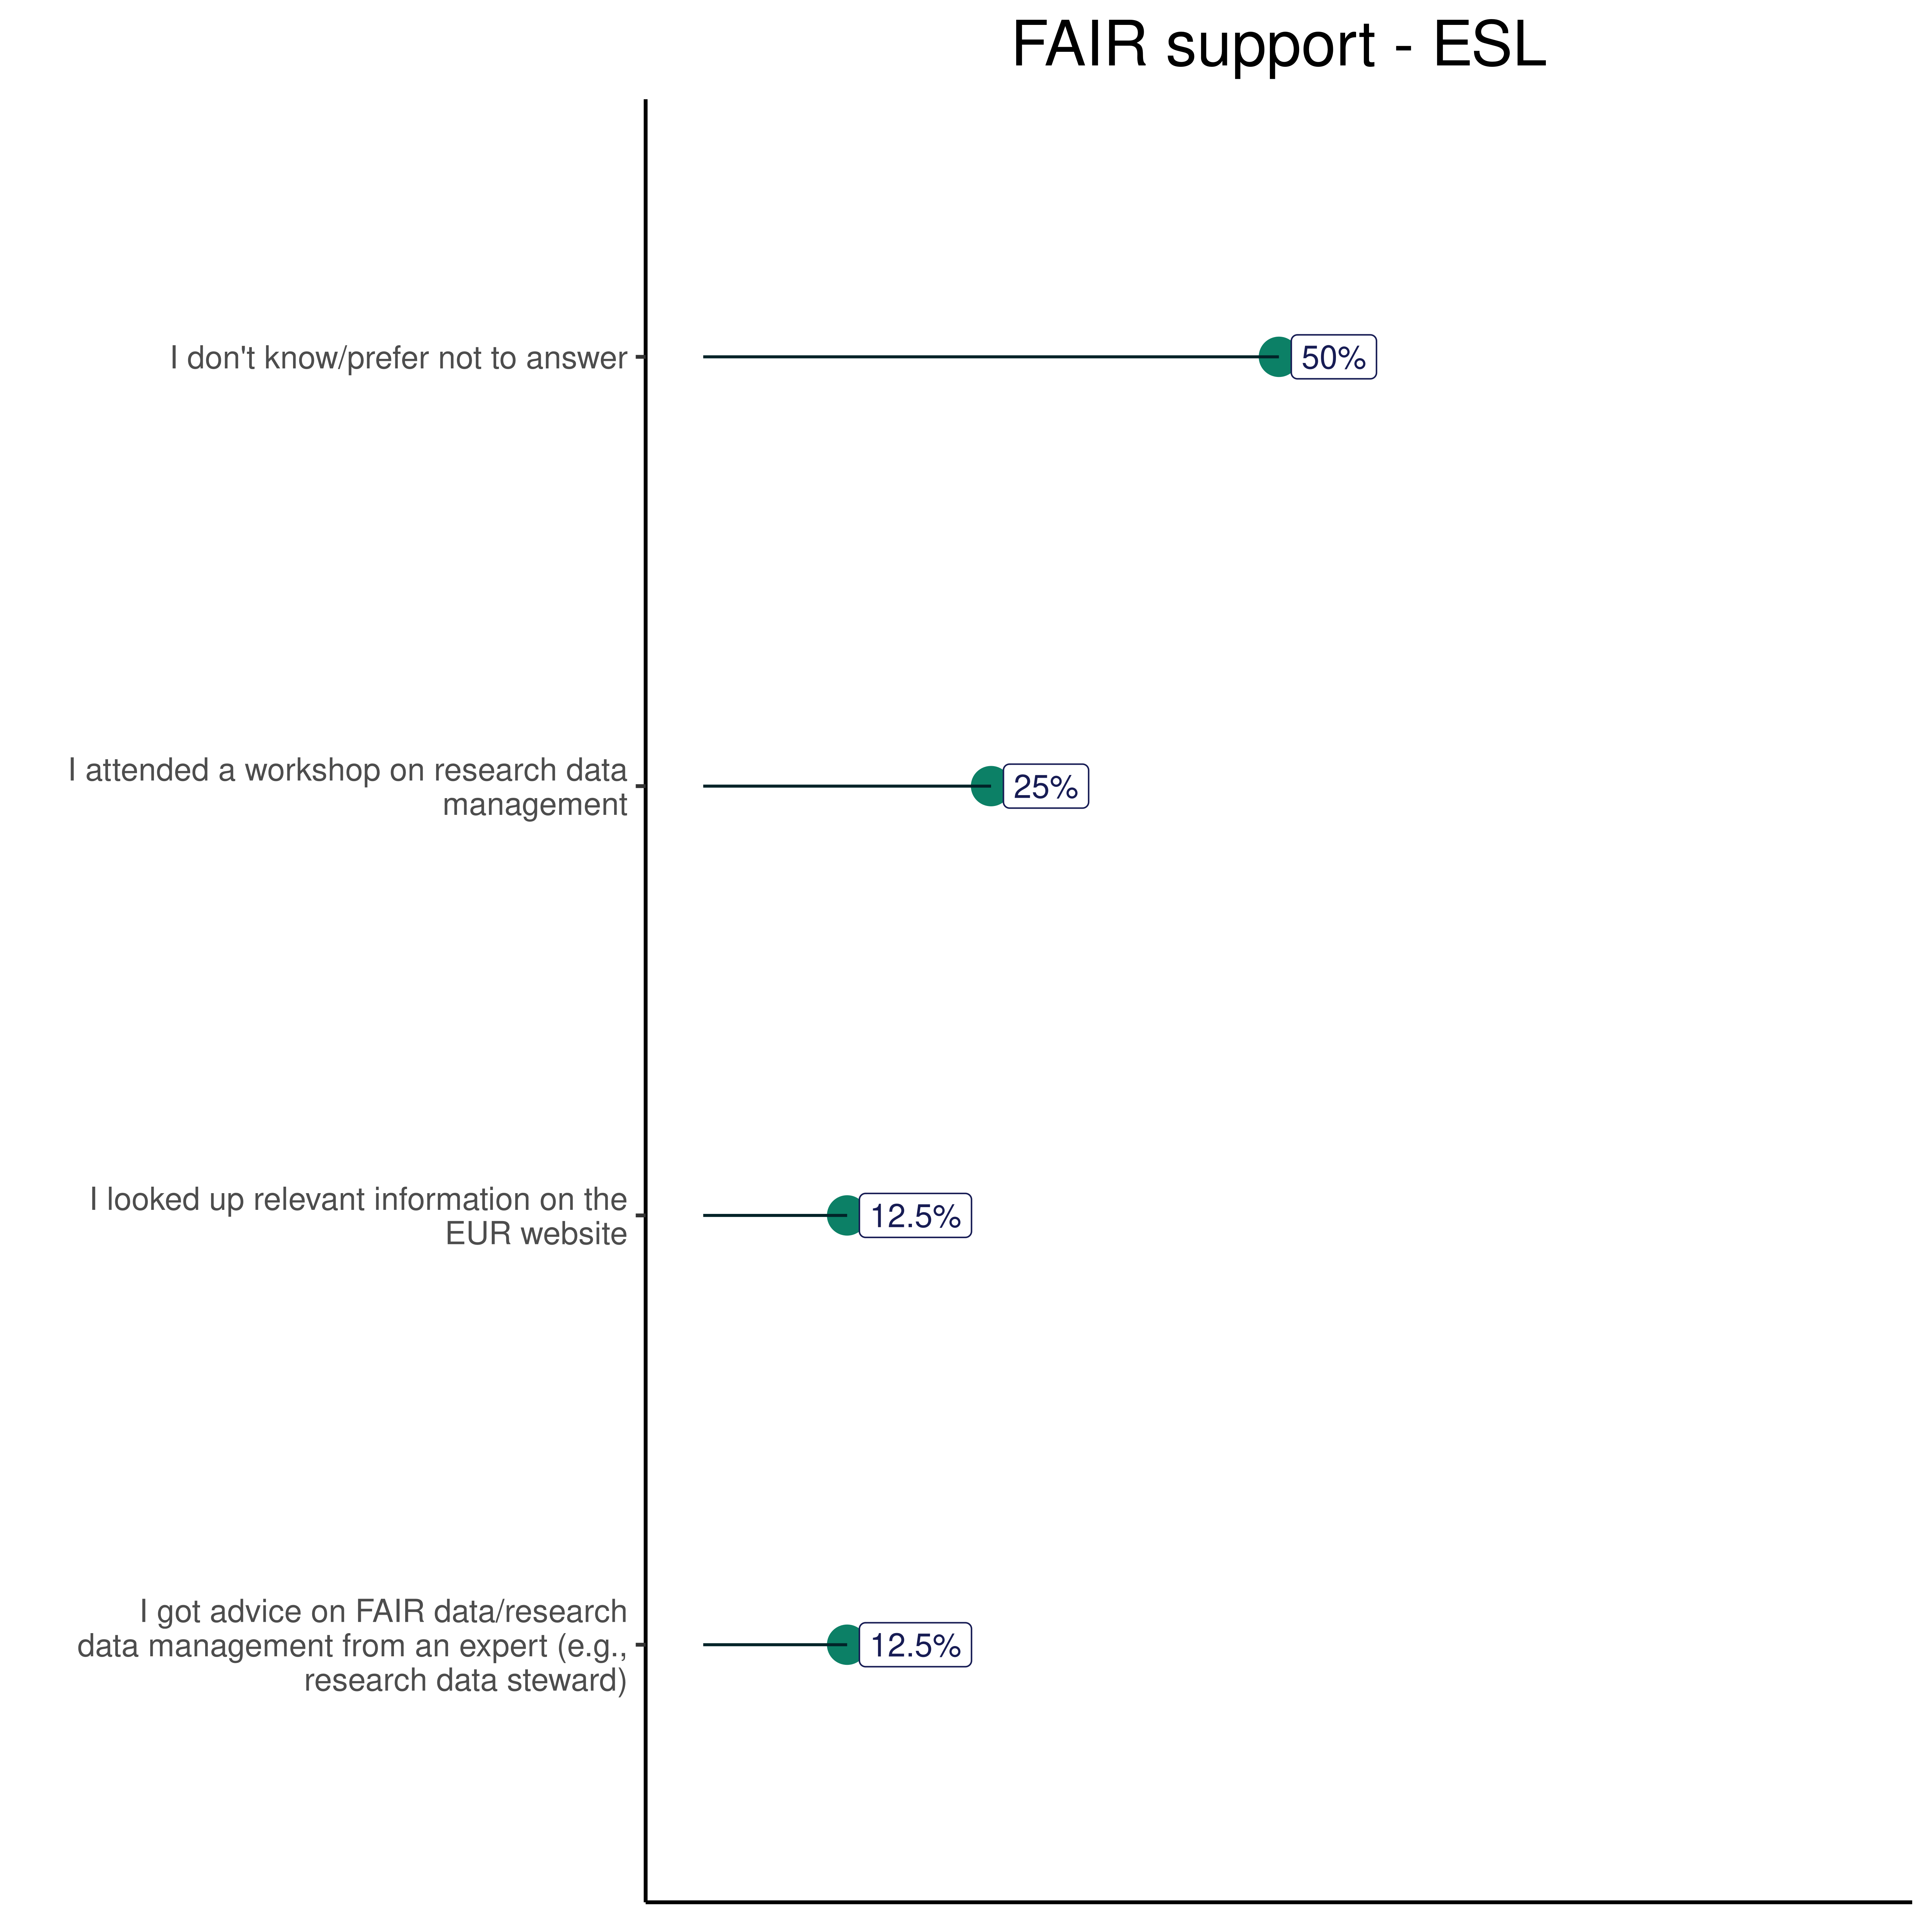 FAIR support - ESL
I don't know/prefer not to answer
50%
I attended a workshop on research data
management
25%
I looked up relevant information on the
EUR website
12.5%
I got advice on FAIR data/research
data management from an expert (e.g.,
research data steward)
12.5%